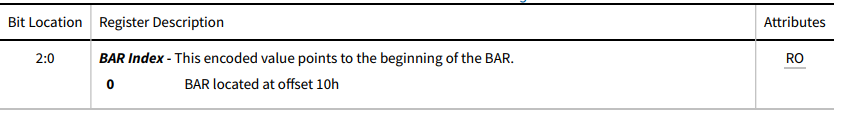 Bit Location Register Description Attributes
2:0 BAR Index - This encoded value points to the beginning of the BAR. RO
0 BAR located at offset 10h